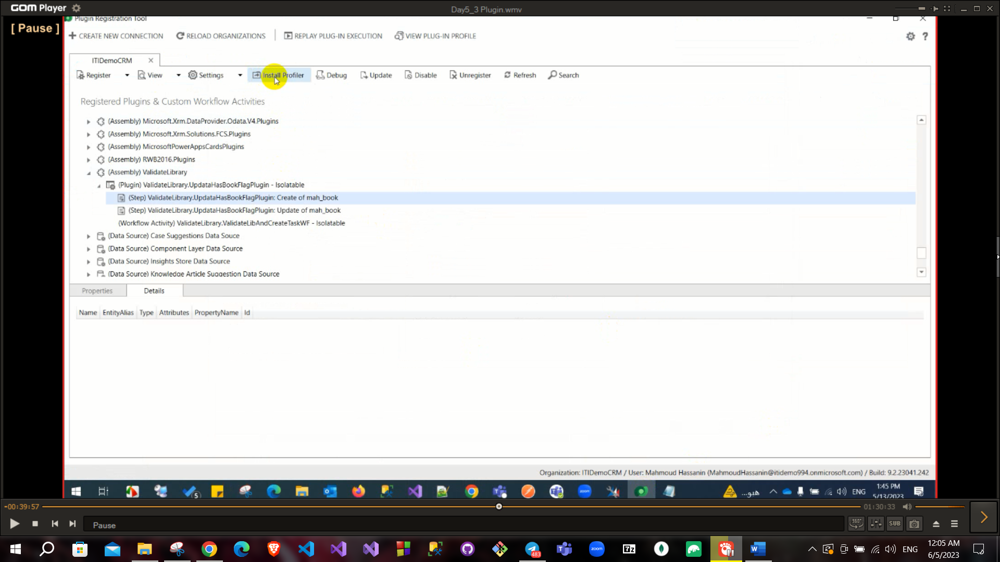 GOM Player
Day5_3 Plugin.wmv
[ Pause ]
Plugin Registration Tool
CREATE NEW CONNECTION
RELOAD ORGANIZATIONS
REPLAY PLUG-IN EXECUTION
VIEW PLUG-IN PROFILE
?
ITIDemoCRM
Register
View
Settings
Install Profiler
Debug
Update
Disable
Unregister
Refresh
Search
Registered Plugins & Custom Workflow Activities
(Assembly) Microsoft.Xrm.DataProvider.Odata.V4.Plugins
(Assembly) Microsoft.Xrm.Solutions.FCS.Plugins
(Assembly) MicrosoftPowerAppsCardsPlugins
(Assembly) RWB2016.Plugins
(Assembly) ValidateLibrary
(Plugin) ValidateLibrary.UpdataHasBookFlagPlugin - Isolatable
(Step) ValidateLibrary.UpdataHasBookFlagPlugin: Create of mah_book
(Step) ValidateLibrary.UpdataHasBookFlagPlugin: Update of mah_book
(Workflow Activity) ValidateLibrary.ValidateLibAndCreateTaskWF - Isolatable
(Data Source) Case Suggestions Data Souce
(Data Source) Component Layer Data Source
(Data Source) Insights Store Data Source
(Data Source) Knowledge Article Suggestion Data Source
Properties
Details
Name EntityAlias Type Attributes PropertyName Id
Organization: ITIDemoCRM / User: Mahmoud Hassanin (MahmoudHassanin@itidemo994.onmicrosoft.com) / Build: 9.2.23041.242
5
zoom
هبو...
ENG
1:45 PM
5/13/2023
-00:39:57
01:30:33
Pause
360°
SUB
483
zoom
7z
W
ENG
12:05 AM
6/5/2023